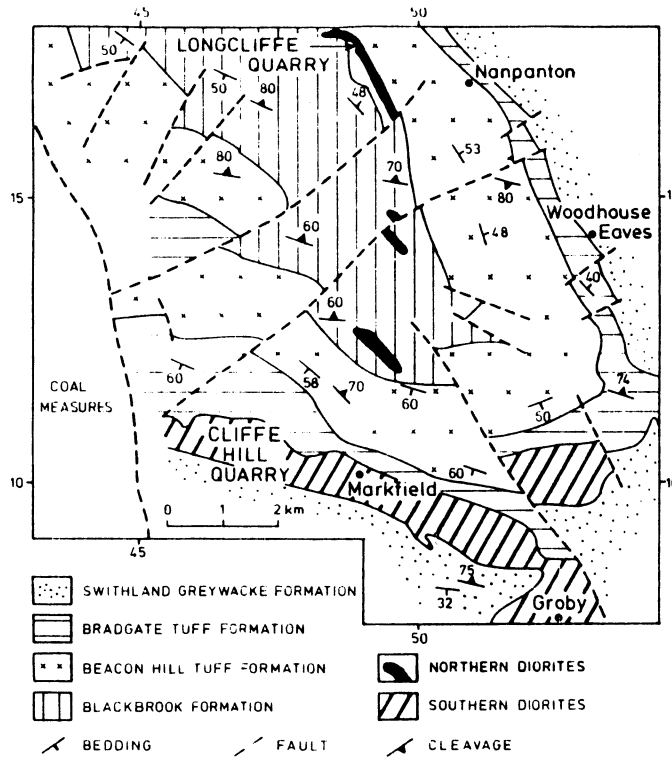 45 50
LONGCLIFFE
QUARRY
50
50 80
48
Nanpanton
53
80
70
15 1
80
Woodhouse
Eaves
60
48
40
60
COAL
MEASURES
60
58
70
60
50
74
CLIFFE
HILL
QUARRY
60
10 10
Markfield
0 1 2 km
45
75
32
Groby
50
SWITHLAND GREYWACKE FORMATION
BRADGATE TUFF FORMATION
BEACON HILL TUFF FORMATION NORTHERN DIORITES
BLACKBROOK FORMATION SOUTHERN DIORITES
BEDDING FAULT CLEAVAGE